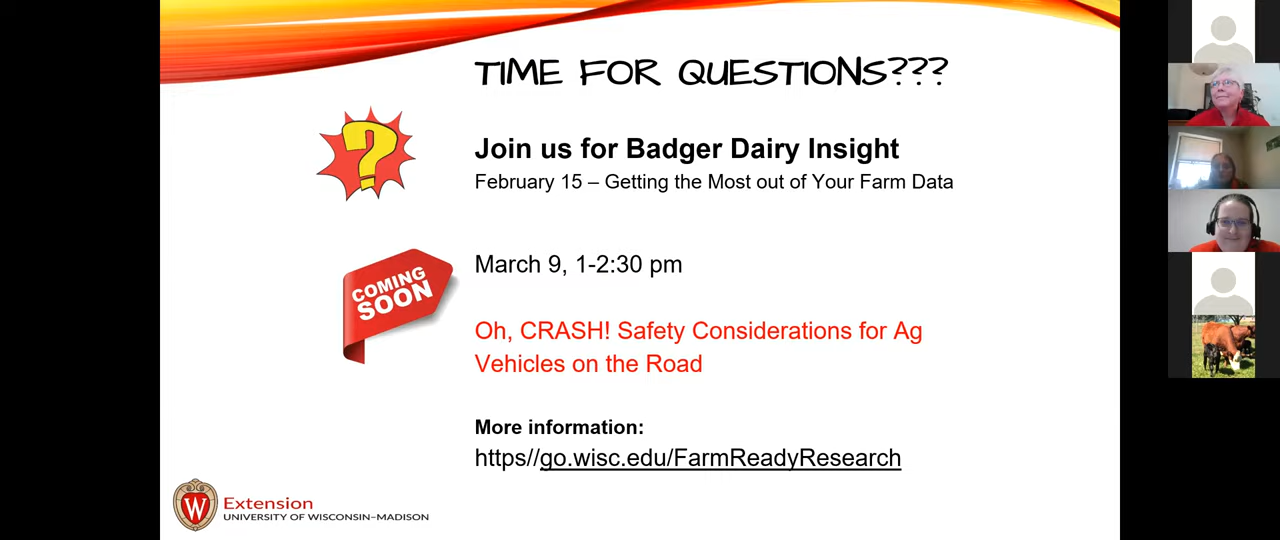 TIME FOR QUESTIONS???
?
Join us for Badger Dairy Insight
February 15 – Getting the Most out of Your Farm Data
COMING
SOON
March 9, 1-2:30 pm
Oh, CRASH! Safety Considerations for Ag
Vehicles on the Road
More information:
https//go.wisc.edu/FarmReadyResearch
W
Extension
UNIVERSITY OF WISCONSIN–MADISON